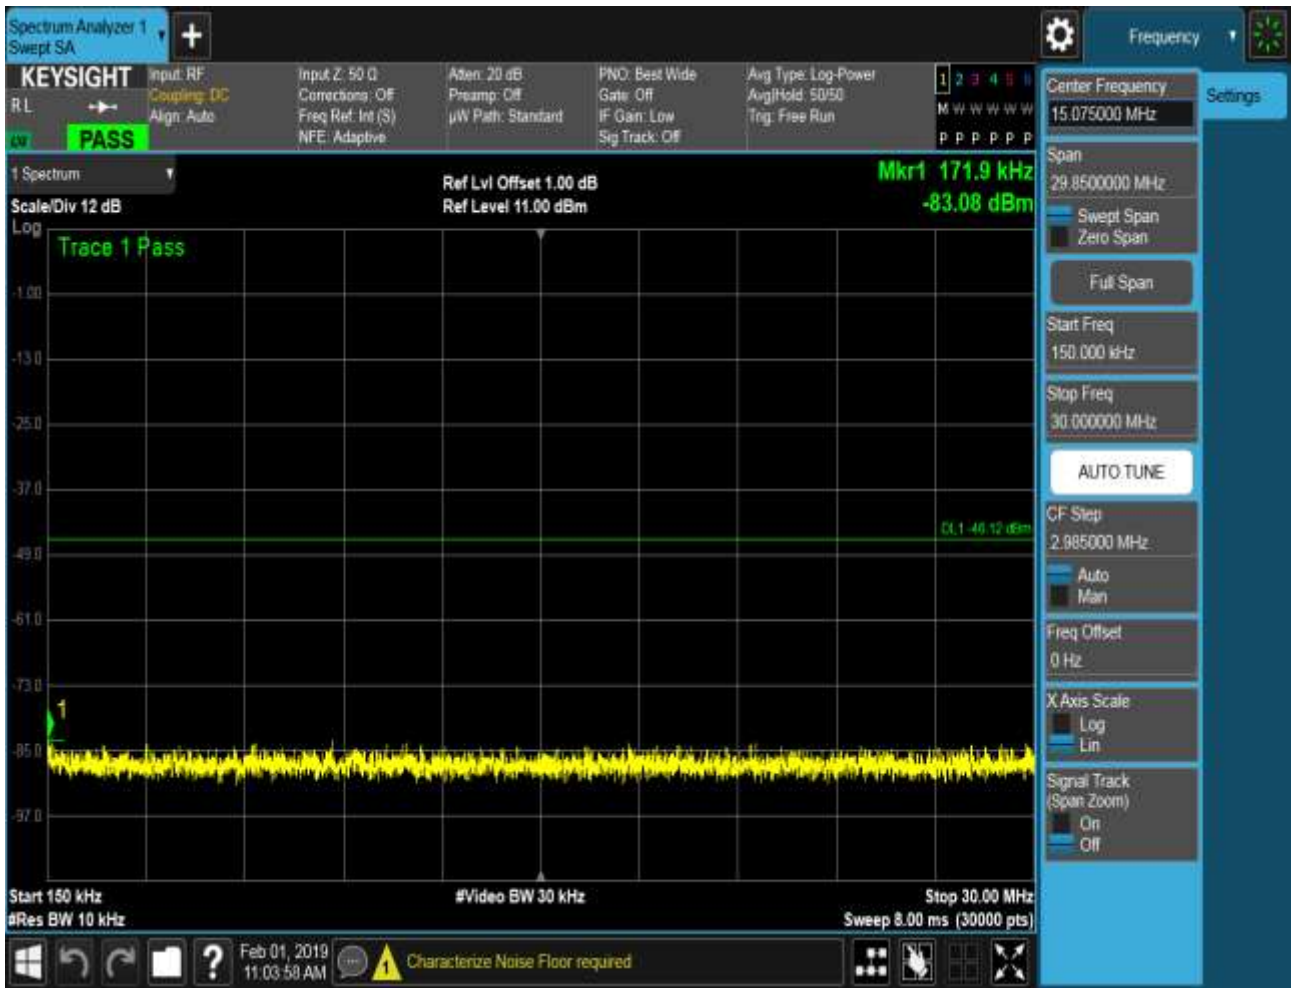 Spectrum Analyzer 1
Swept SA
Frequency
KEYSIGHT
R L
PASS
Input: RF
Coupling: DC
Align: Auto
Input Z: 50 Ω
Corrections: Off
Freq Ref: Int (S)
NFE: Adaptive
Atten: 20 dB
Preamp: Off
µW Path: Standard
PNO: Best Wide
Gate: Off
IF Gain: Low
Sig Track: Off
Avg Type: Log-Power
Avg|Hold: 50/50
Trig: Free Run
1 2 3 4 5 6
M W W W W W
P P P P P P
1 Spectrum
Scale/Div 12 dB
Ref Lvl Offset 1.00 dB
Ref Level 11.00 dBm
Mkr1 171.9 kHz
-83.08 dBm
Log
Trace 1 Pass
-1.00
-13.0
-25.0
-37.0
DL1 -46.12 dBm
-49.0
-61.0
-73.0
1
-85.0
-97.0
Start 150 kHz
#Video BW 30 kHz
Stop 30.00 MHz
#Res BW 10 kHz
Sweep 8.00 ms (30000 pts)
Feb 01, 2019
11:03:58 AM
Characterize Noise Floor required
Center Frequency
15.075000 MHz
Settings
Span
29.8500000 MHz
Swept Span
Zero Span
Full Span
Start Freq
150.000 kHz
Stop Freq
30.000000 MHz
AUTO TUNE
CF Step
2.985000 MHz
Auto
Man
Freq Offset
0 Hz
X Axis Scale
Log
Lin
Signal Track
(Span Zoom)
On
Off